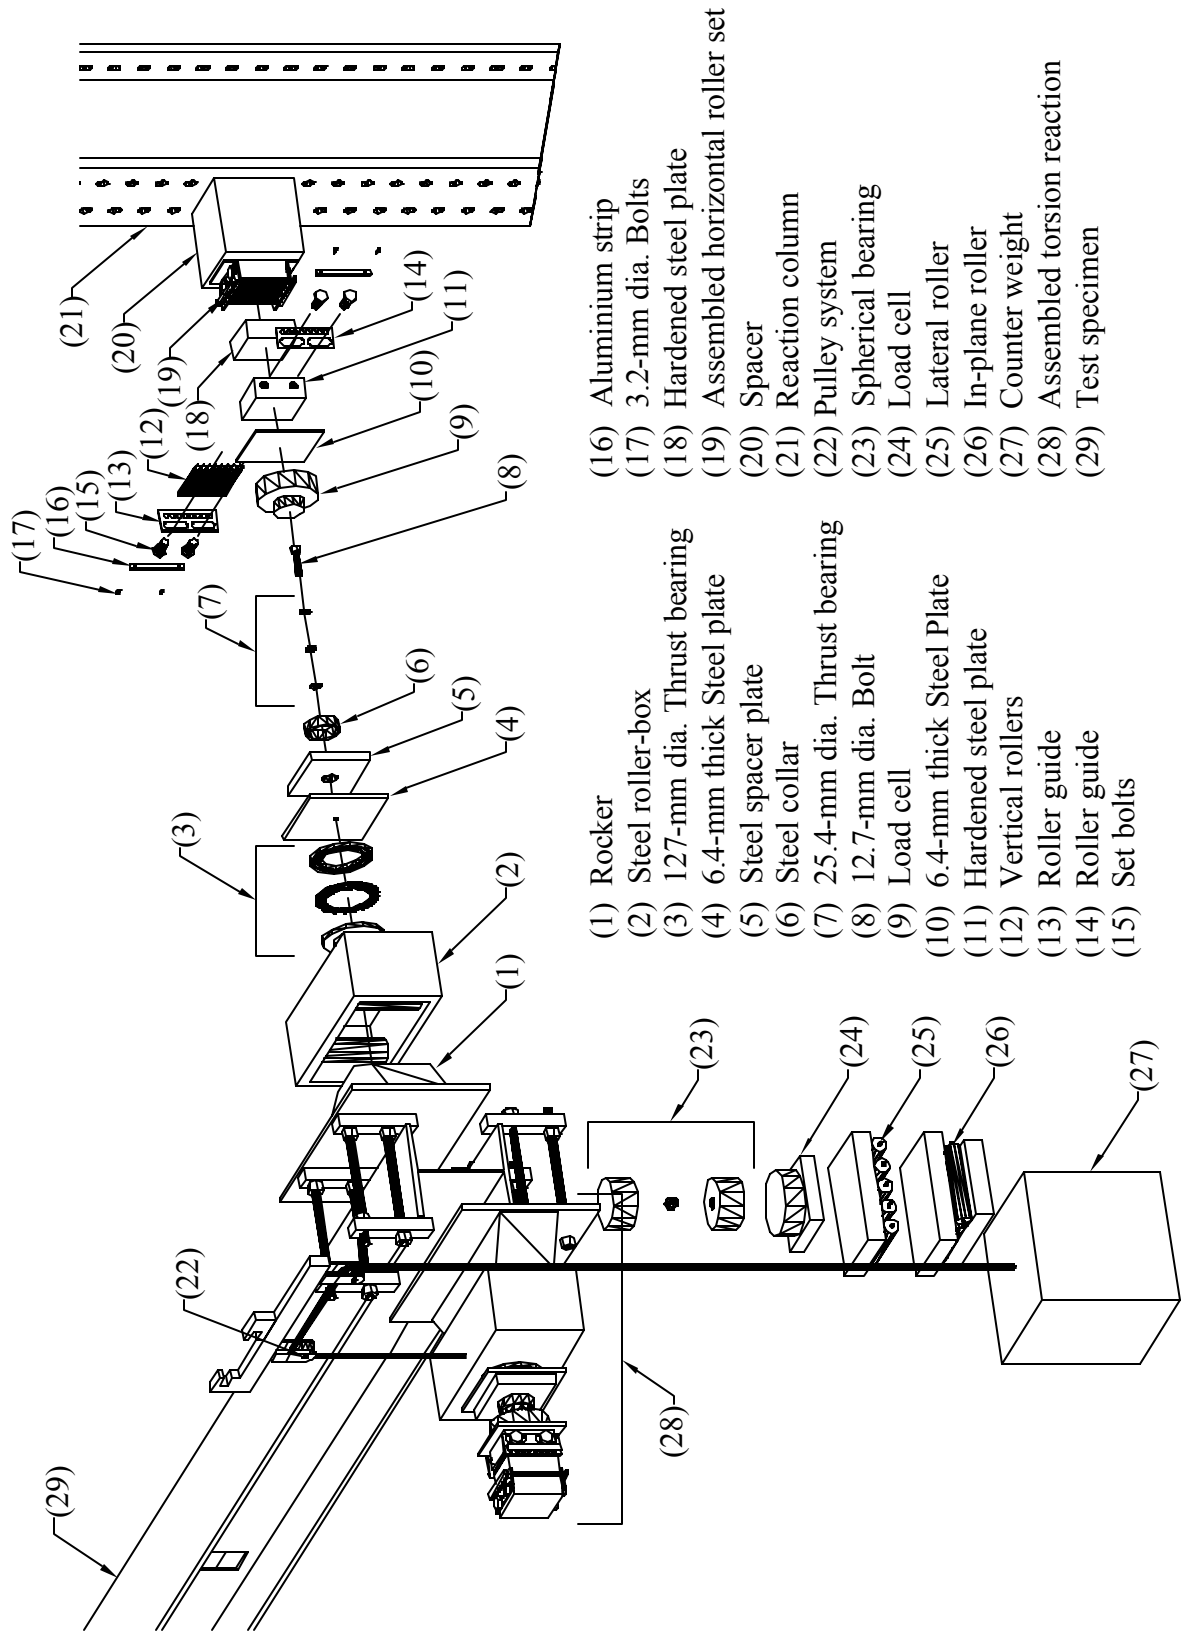 (1) Rocker
(2) Steel roller-box
(3) 127-mm dia. Thrust bearing
(4) 6.4-mm thick Steel plate
(5) Steel spacer plate
(6) Steel collar
(7) 25.4-mm dia. Thrust bearing
(8) 12.7-mm dia. Bolt
(9) Load cell
(10) 6.4-mm thick Steel Plate
(11) Hardened steel plate
(12) Vertical rollers
(13) Roller guide
(14) Roller guide
(15) Set bolts
(16) Aluminium strip
(17) 3.2-mm dia. Bolts
(18) Hardened steel plate
(19) Assembled horizontal roller set
(20) Spacer
(21) Reaction column
(22) Pulley system
(23) Spherical bearing
(24) Load cell
(25) Lateral roller
(26) In-plane roller
(27) Counter weight
(28) Assembled torsion reaction
(29) Test specimen
(17)
(16)
(15)
(13)
(12)
(19)
(18)
(20)
(21)
(14)
(11)
(10)
(9)
(8)
(7)
(6)
(5)
(4)
(3)
(2)
(1)
(22)
(23)
(24)
(25)
(26)
(27)
(28)
(29)